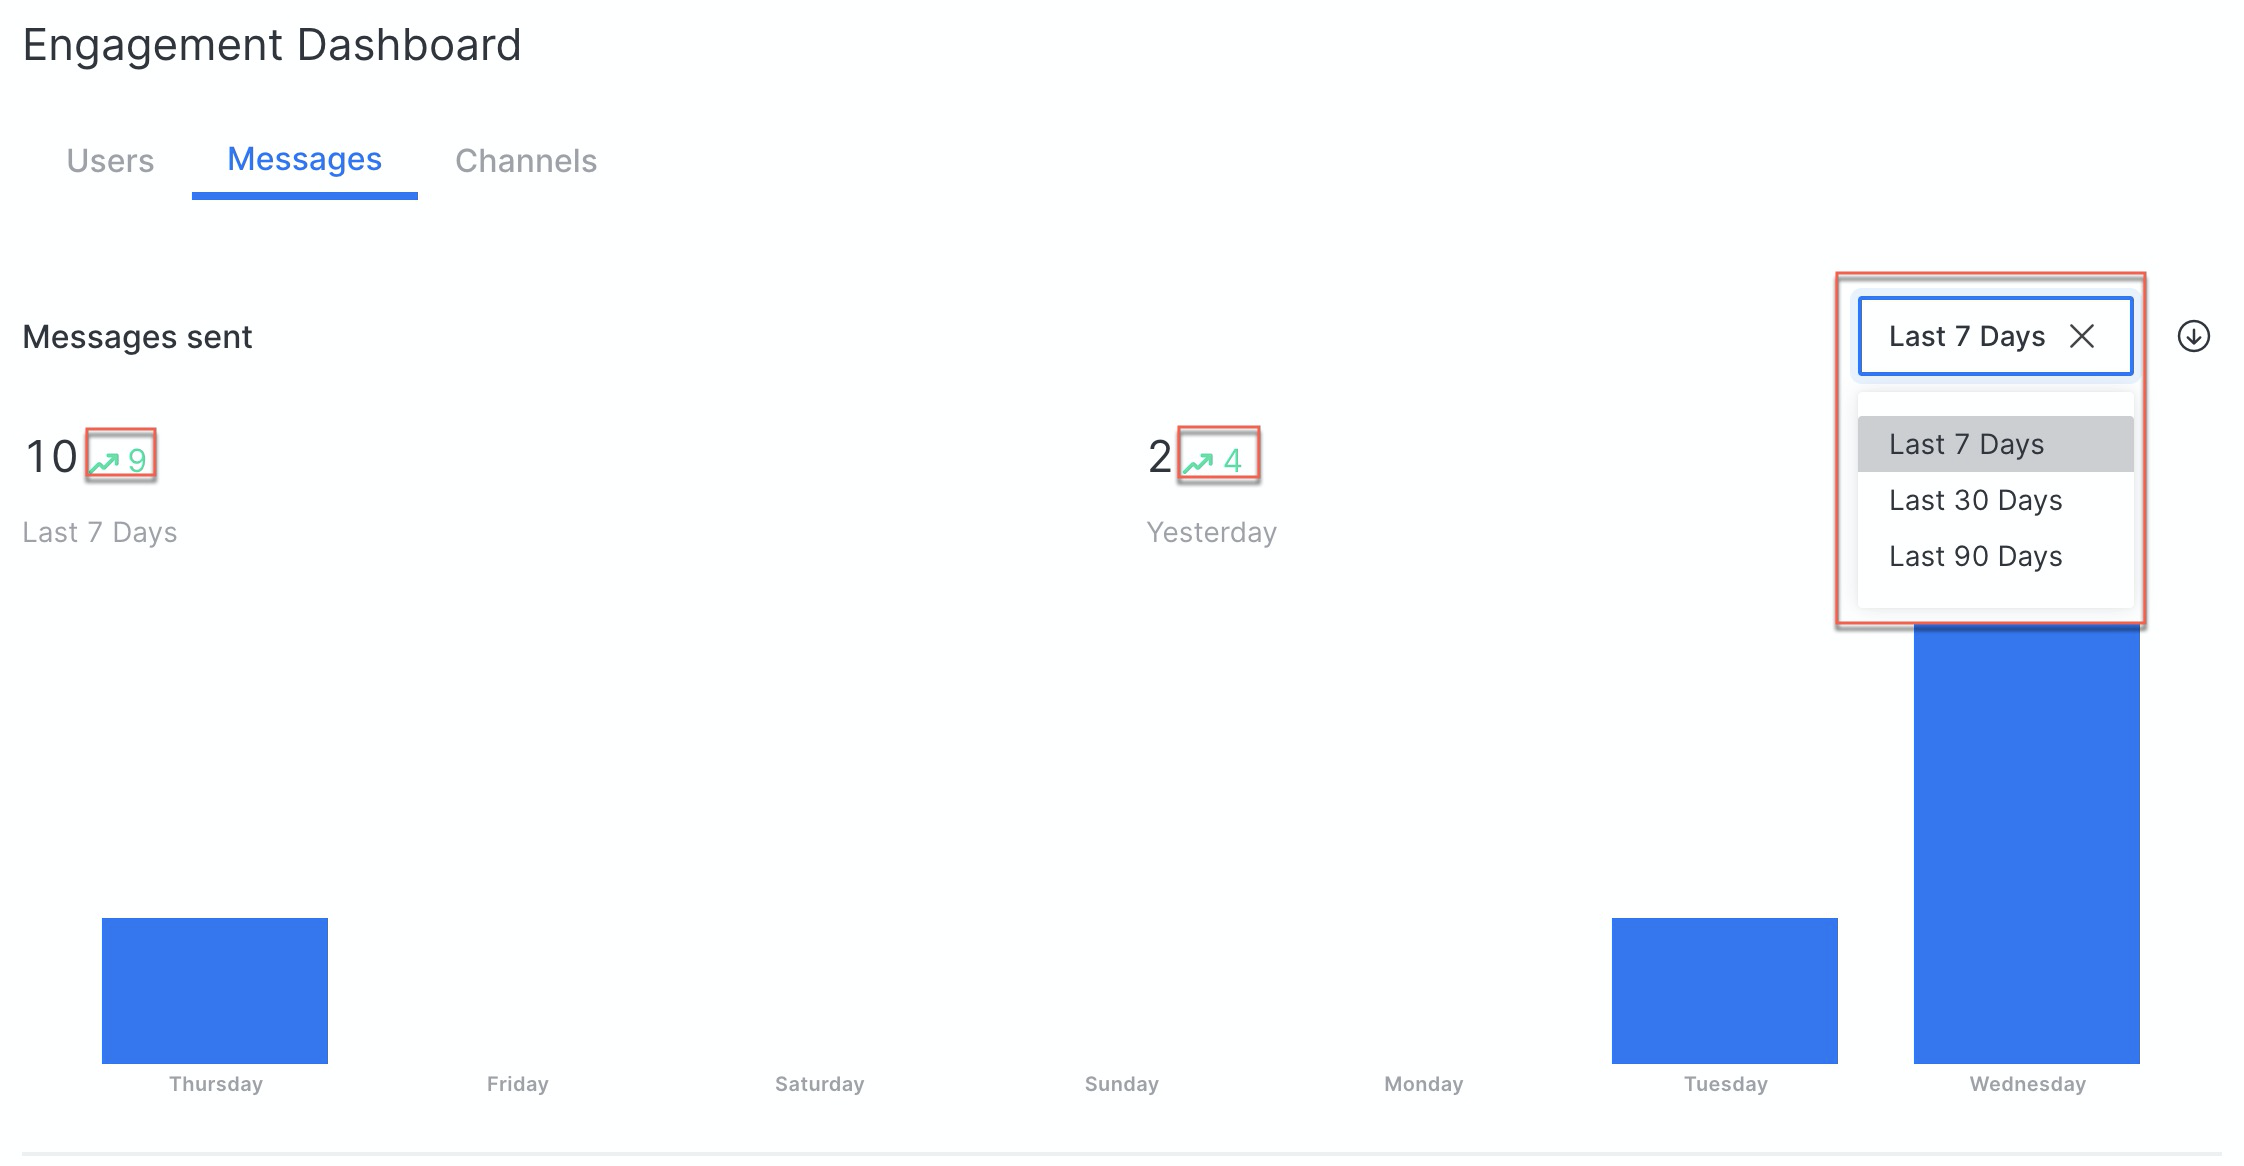 Engagement Dashboard
Users Messages Channels
Messages sent
Last 7 Days
10 9
2 4
Last 7 Days
Yesterday
Last 7 Days
Last 30 Days
Last 90 Days
Thursday Friday Saturday Sunday Monday Tuesday Wednesday